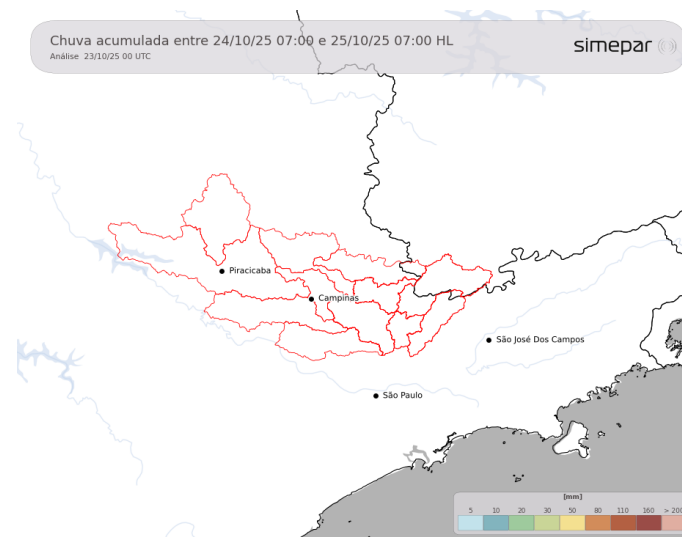 Chuva acumulada entre 24/10/25 07:00 e 25/10/25 07:00 HL
Análise 23/10/25 00 UTC
simepar
Piracicaba
Campinas
São José Dos Campos
São Paulo
[mm]
5 10 20 30 50 80 110 160 > 200